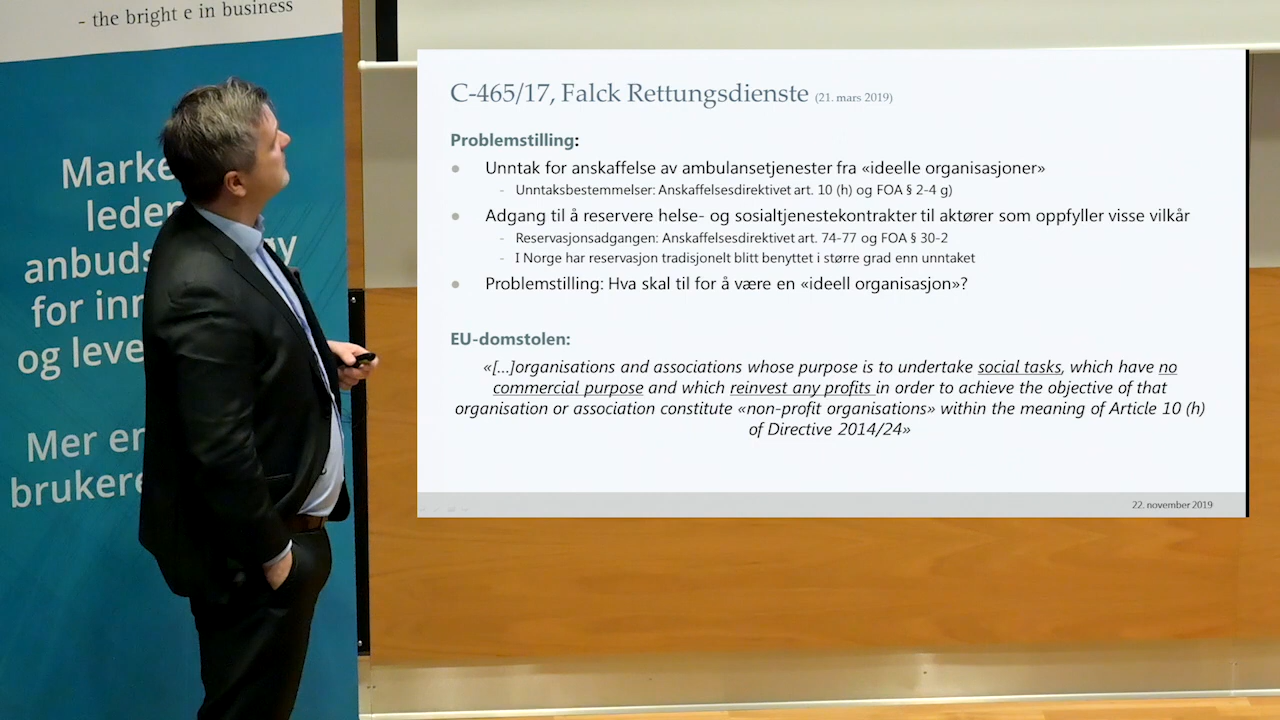 - the bright e in business
Marke
leder
anbuds gy
for inn
og leve
Mer en
brukere
C-465/17, Falck Rettungsdienste (21. mars 2019)
Problemstilling:
Unntak for anskaffelse av ambulansetjenester fra «ideelle organisasjoner»
- Unntaksbestemmelser: Anskaffelsesdirektivet art. 10 (h) og FOA § 2-4 g)
Adgang til å reservere helse- og sosialtjenestekontrakter til aktører som oppfyller visse vilkår
- Reservasjonsadgangen: Anskaffelsesdirektivet art. 74-77 og FOA § 30-2
- I Norge har reservasjon tradisjonelt blitt benyttet i større grad enn unntaket
Problemstilling: Hva skal til for å være en «ideell organisasjon»?
EU-domstolen:
«[...]organisations and associations whose purpose is to undertake social tasks, which have no
commercial purpose and which reinvest any profits in order to achieve the objective of that
organisation or association constitute «non-profit organisations» within the meaning of Article 10 (h)
of Directive 2014/24»
22. november 2019